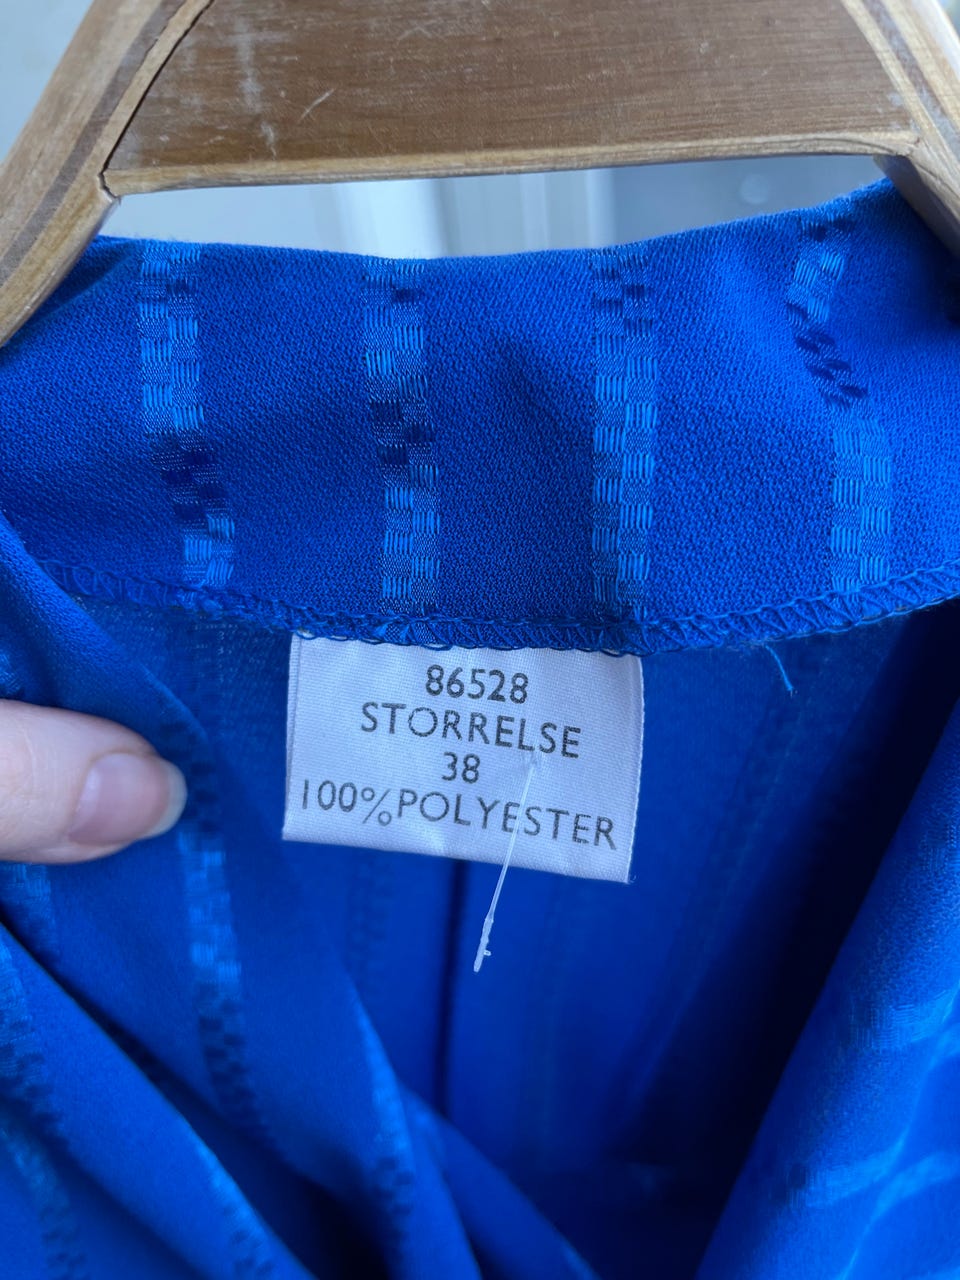 86528
STORRELSE
38
100% POLYESTER